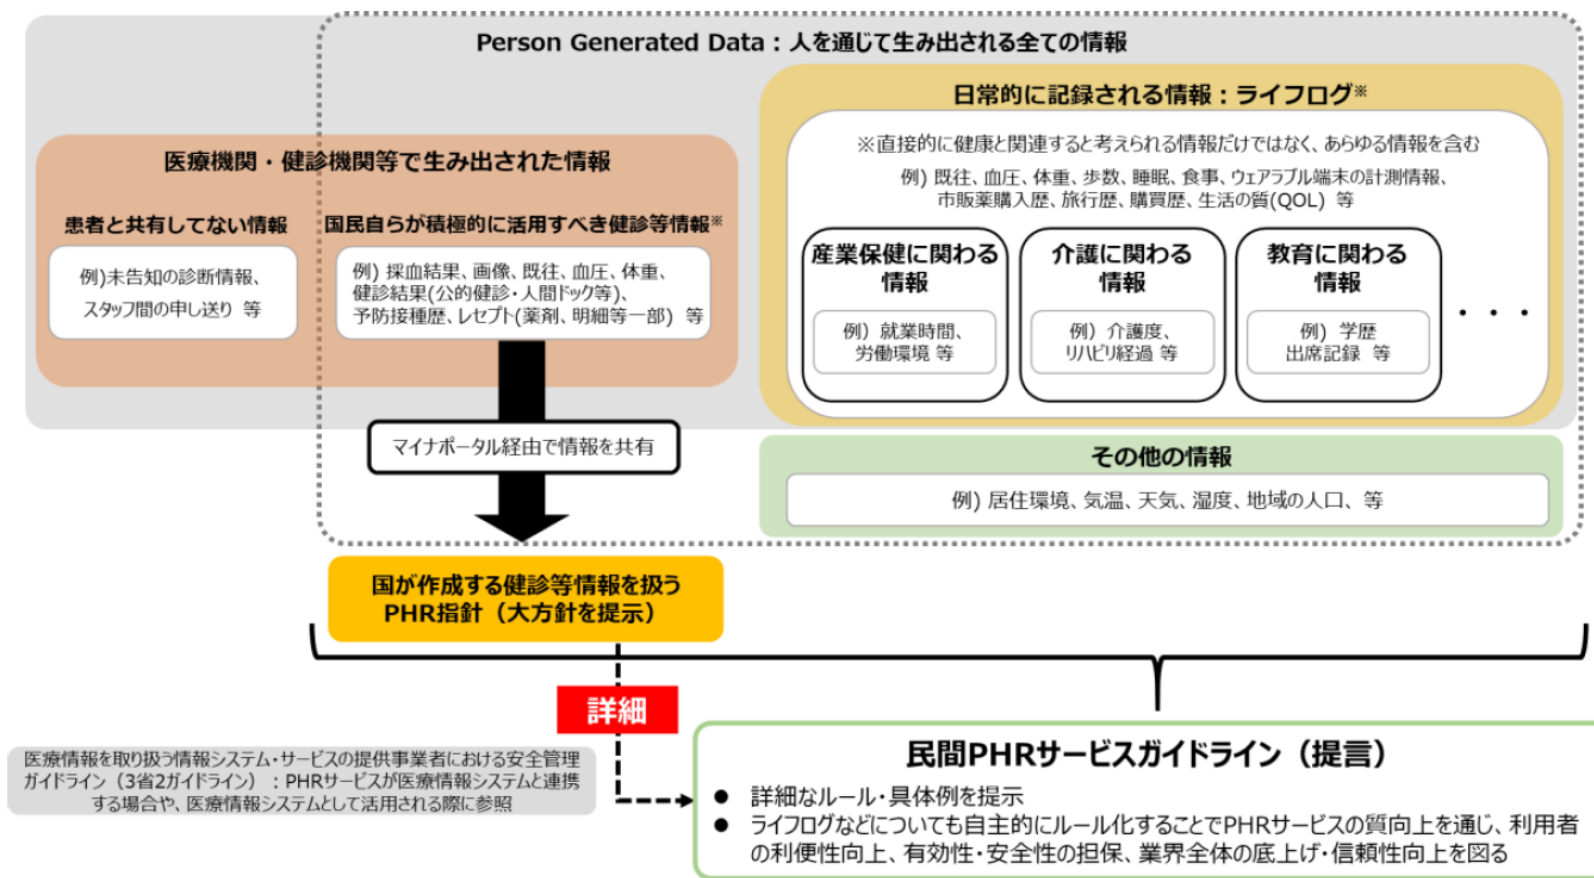 Person Generated Data：人を通じて生み出される全ての情報
医療機関・健診機関等で生み出された情報
患者と共有してない情報
例)未告知の診断情報、
スタッフ間の申し送り 等
国民自らが積極的に活用すべき健診等情報※
例) 採血結果、画像、既往、血圧、体重、
健診結果(公的健診・人間ドック等)、
予防接種歴、レセプト(薬剤、明細等一部) 等
日常的に記録される情報：ライフログ※
※直接的に健康と関連すると考えられる情報だけではなく、あらゆる情報を含む
例) 既往、血圧、体重、歩数、睡眠、食事、ウェアラブル端末の計測情報、
市販薬購入歴、旅行歴、購買歴、生活の質(QOL) 等
産業保健に関わる
情報
例) 就業時間、
労働環境 等
介護に関わる
情報
例) 介護度、
リハビリ経過 等
教育に関わる
情報
例) 学歴
出席記録 等
・・・
マイナポータル経由で情報を共有
その他の情報
例) 居住環境、気温、天気、湿度、地域の人口、等
国が作成する健診等情報を扱う
PHR指針（大方針を提示）
詳細
医療情報を取り扱う情報システム・サービスの提供事業者における安全管理
ガイドライン（3省2ガイドライン）：PHRサービスが医療情報システムと連携
する場合や、医療情報システムとして活用される際に参照
民間PHRサービスガイドライン（提言）
● 詳細なルール・具体例を提示
● ライフログなどについても自主的にルール化することでPHRサービスの質向上を通じ、利用者
の利便性向上、有効性・安全性の担保、業界全体の底上げ・信頼性向上を図る